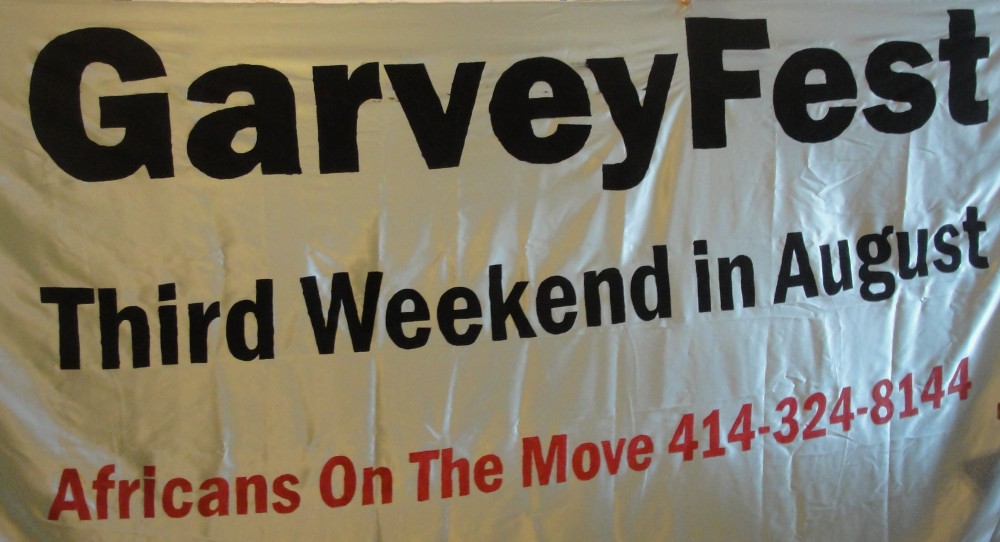 GarveyFest
Third Weekend in August
Africans On The Move 414-324-8144